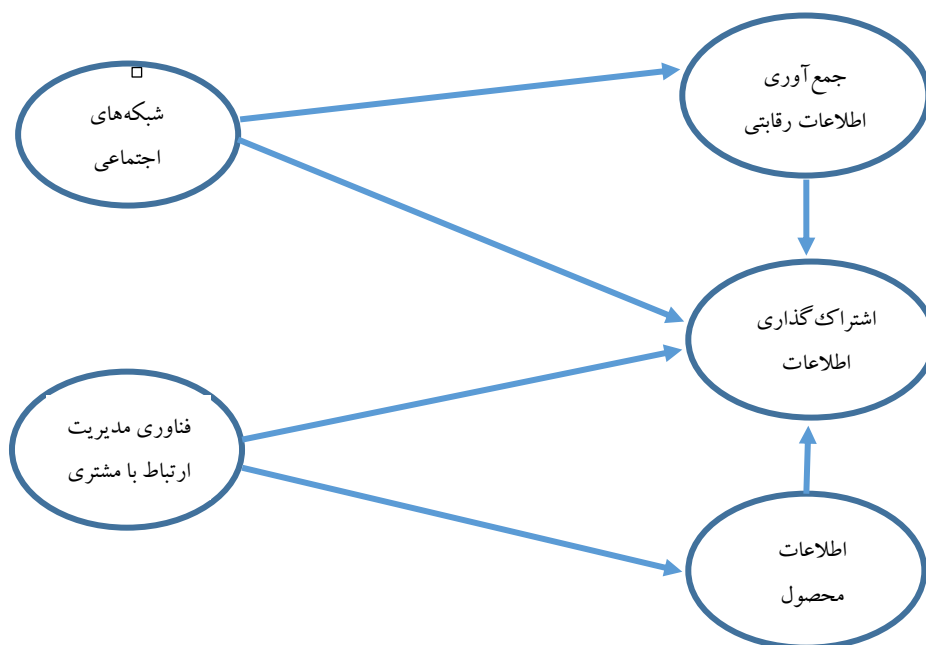 جمع‌آوری
اطلاعات رقابتی
شبکه‌های
اجتماعی
اشتراک‌گذاری
اطلاعات
فناوری مدیریت
ارتباط با مشتری
اطلاعات
محصول